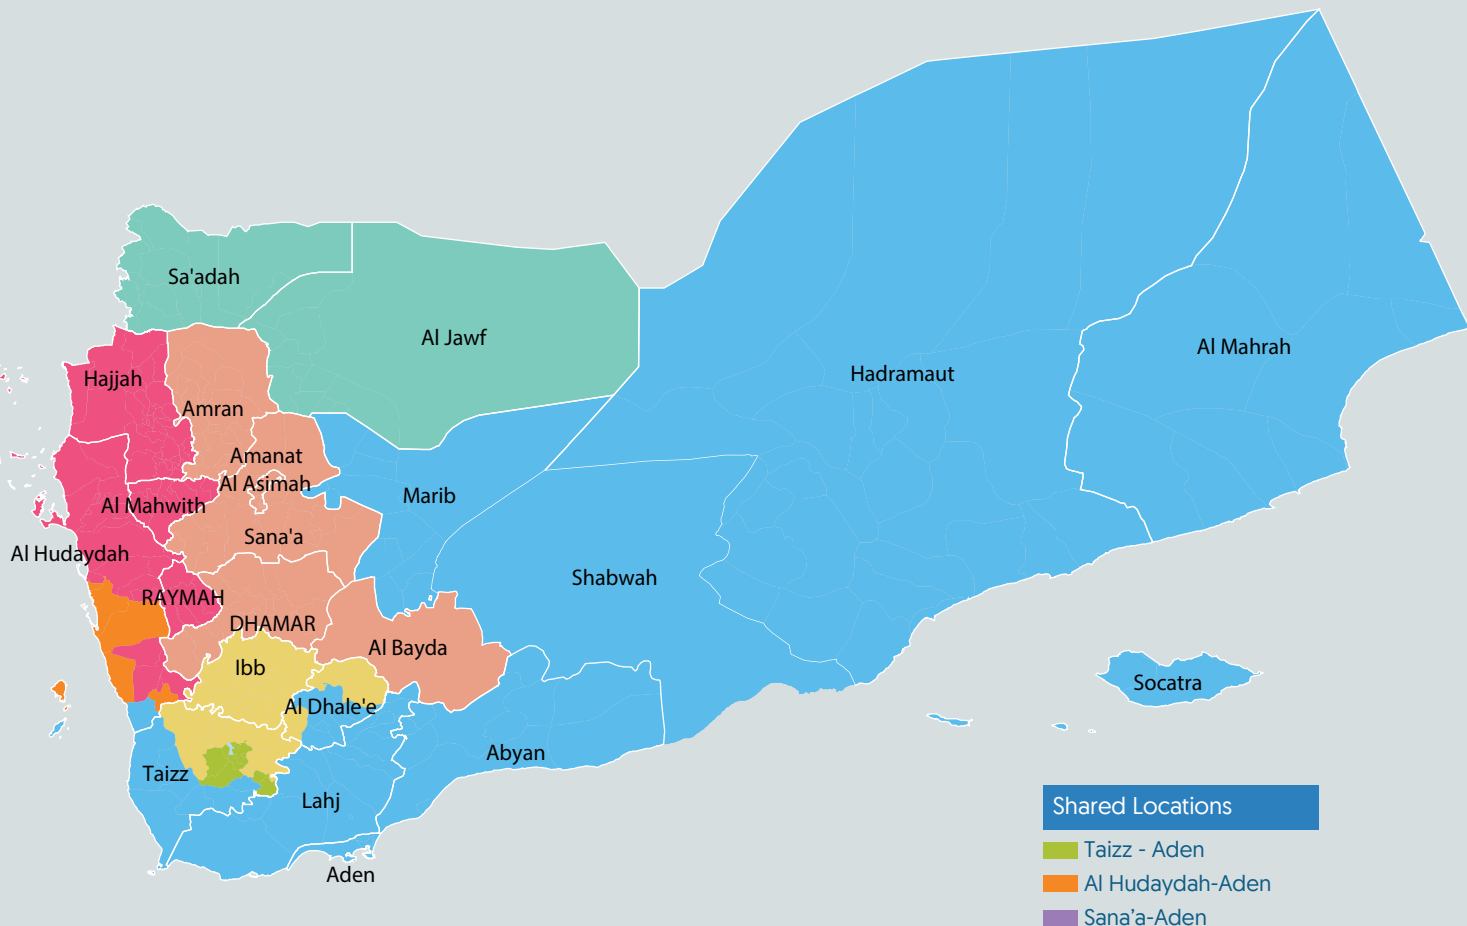 Sa'adah
Al Jawf
Al Mahrah
Hadramaut
Hajjah
Amran
Amanat
Al Asimah
Marib
Al Mahwith
Sana'a
Al Hudaydah
Shabwah
RAYMAH
DHAMAR
Al Bayda
Ibb
Socatra
Al Dhale'e
Abyan
Taizz
Lahj
Aden
Shared Locations
Taizz - Aden
Al Hudaydah-Aden
Sana’a-Aden